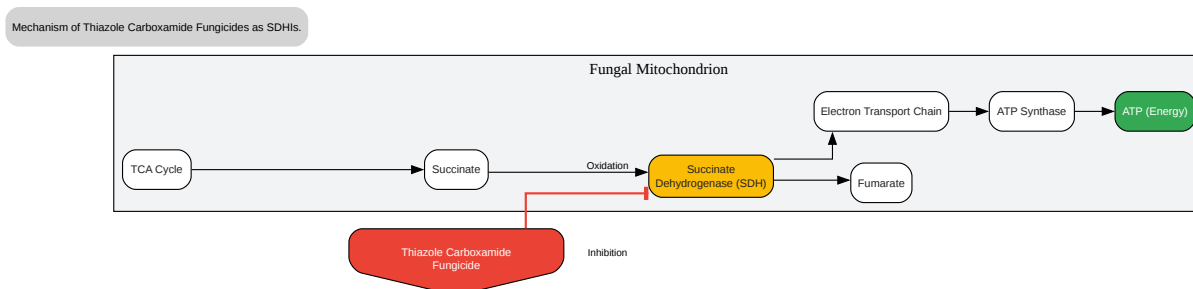 Mechanism of Thiazole Carboxamide Fungicides as SDHIs.
Fungal Mitochondrion
Electron Transport Chain
ATP Synthase
ATP (Energy)
TCA Cycle
Succinate
Oxidation
Succinate
Dehydrogenase (SDH)
Fumarate
Thiazole Carboxamide
Fungicide
Inhibition